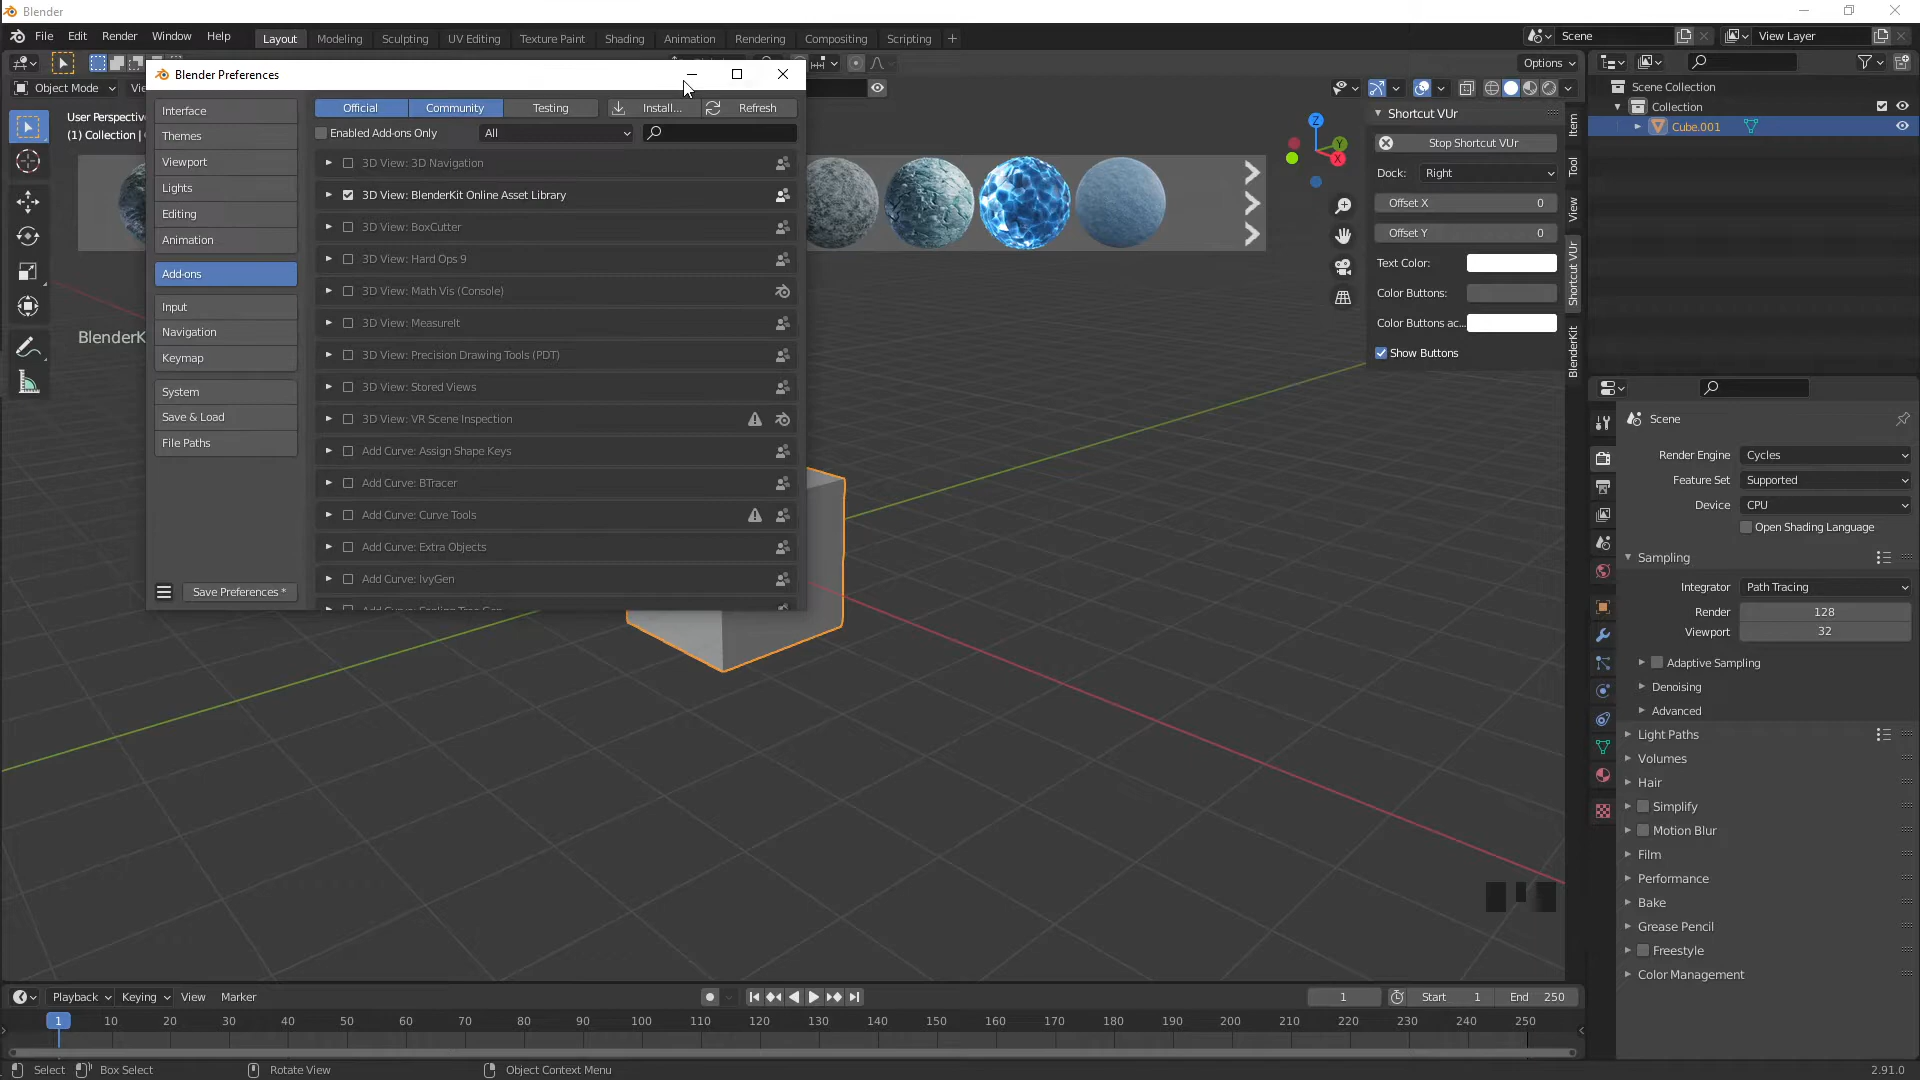 Blender
File Edit Render Window Help Layout Modeling Sculpting UV Editing Texture Paint Shading Animation Rendering Compositing Scripting + Scene View Layer
Options
Object Mode
Blender Preferences
Interface
Themes
Viewport
Lights
Editing
Animation
Add-ons
Input
Navigation
Keymap
System
Save & Load
File Paths
Save Preferences *
Official Community Testing Install... Refresh
Enabled Add-ons Only All
3D View: 3D Navigation
3D View: BlenderKit Online Asset Library
3D View: BoxCutter
3D View: Hard Ops 9
3D View: Math Vis (Console)
3D View: MeasureIt
3D View: Precision Drawing Tools (PDT)
3D View: Stored Views
3D View: VR Scene Inspection
Add Curve: Assign Shape Keys
Add Curve: BTracer
Add Curve: Curve Tools
Add Curve: Extra Objects
Add Curve: IvyGen
User Perspectiv
(1) Collection |
BlenderK
Z
Y
X
Shortcut VUr
Stop Shortcut VUr
Dock: Right
Offset X 0
Offset Y 0
Text Color:
Color Buttons:
Color Buttons ac...
Show Buttons
Item
Tool
View
Shortcut VUr
BlenderKit
Scene Collection
Collection
Cube.001
Scene
Render Engine Cycles
Feature Set Supported
Device CPU
Open Shading Language
Sampling
Integrator Path Tracing
Render 128
Viewport 32
Adaptive Sampling
Denoising
Advanced
Light Paths
Volumes
Hair
Simplify
Motion Blur
Film
Performance
Bake
Grease Pencil
Freestyle
Color Management
Playback Keying View Marker 1 Start 1 End 250
1 10 20 30 40 50 60 70 80 90 100 110 120 130 140 150 160 170 180 190 200 210 220 230 240 250
Select Box Select Rotate View Object Context Menu 2.91.0